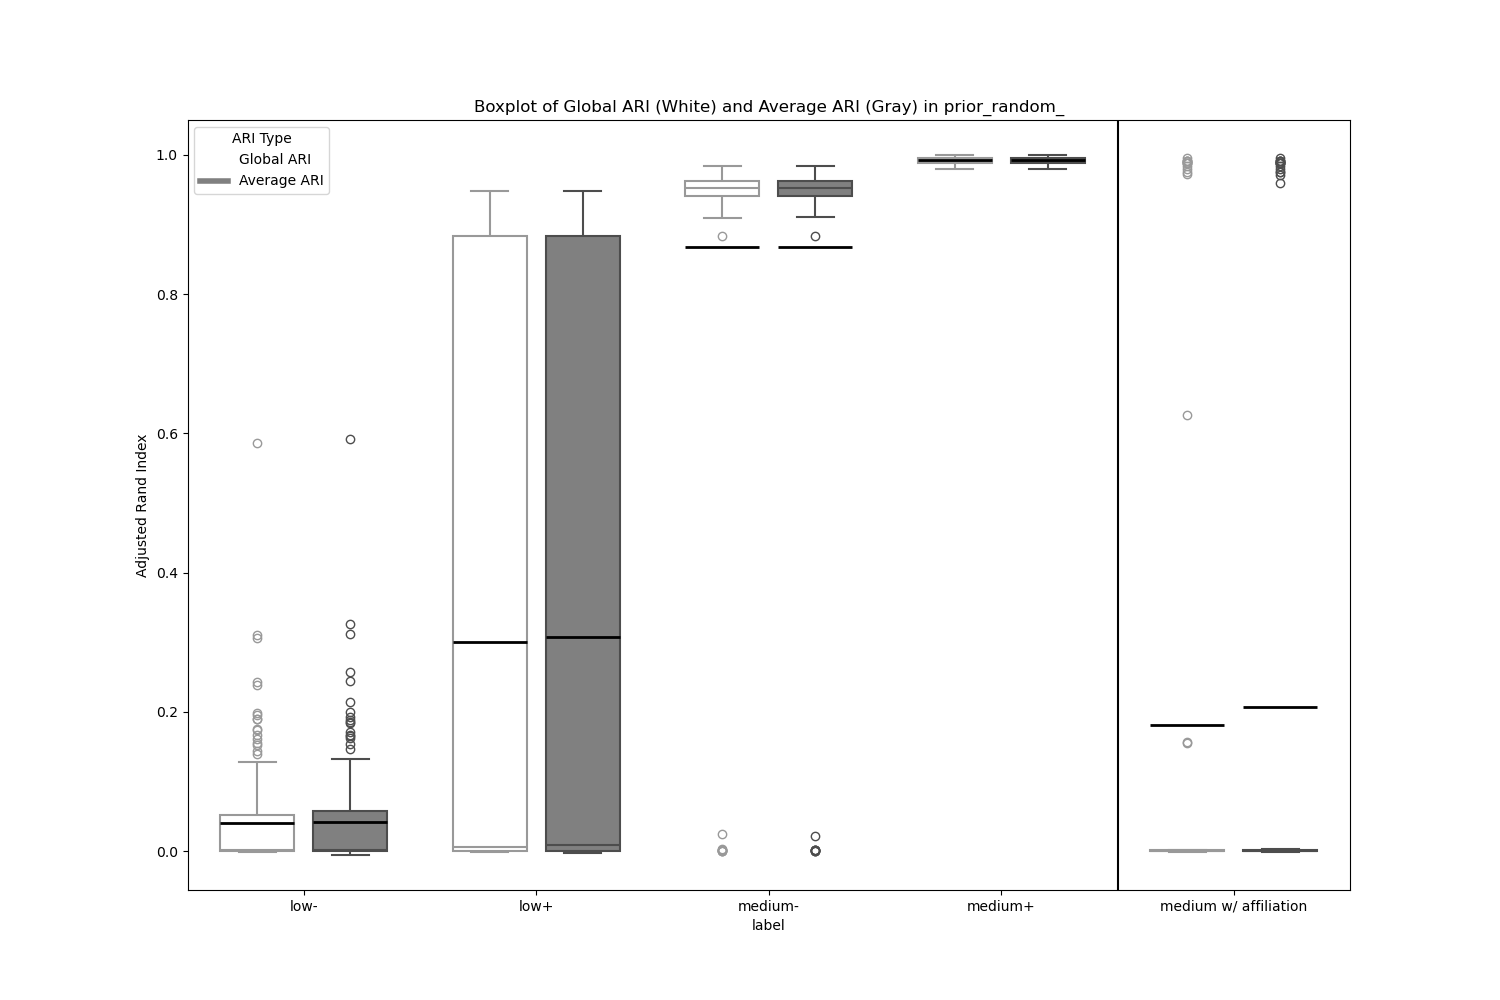 Boxplot of Global ARI (White) and Average ARI (Gray) in prior_random_
ARI Type
Global ARI
Average ARI
1.0
0.8
0.6
0.4
0.2
0.0
Adjusted Rand Index
low-
low+
medium-
medium+
medium w/ affiliation
label